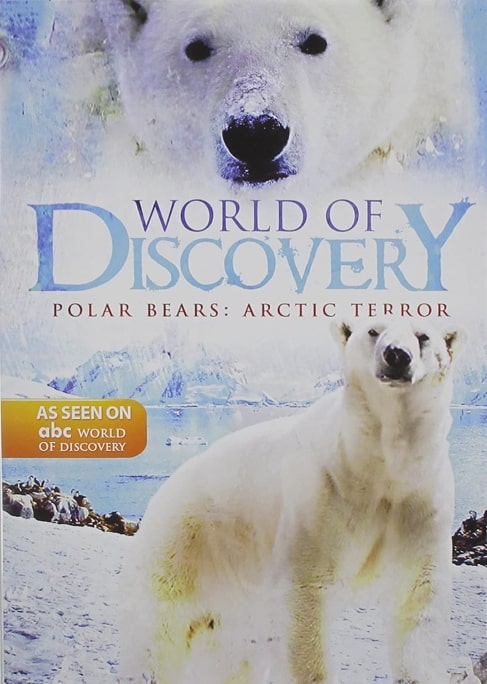 WORLD OF
DISCOVERY
POLAR BEARS: ARCTIC TERROR
AS SEEN ON
abc WORLD
OF DISCOVERY